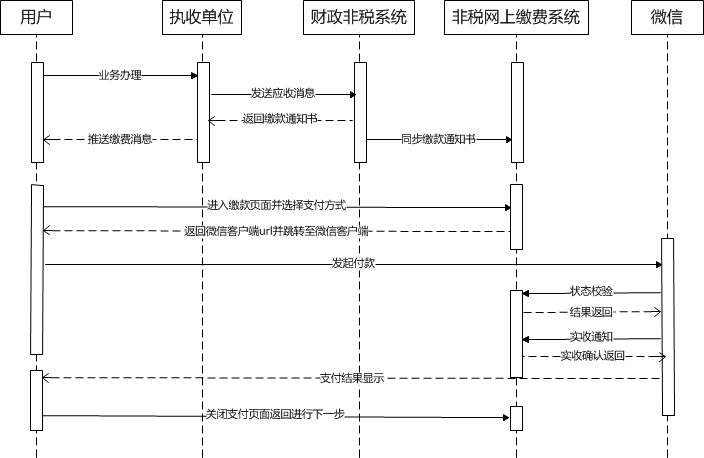 用户
执收单位
财政非税系统
非税网上缴费系统
微信
业务办理
发送应收消息
返回缴款通知书
推送缴费消息
同步缴款通知书
进入缴款页面并选择支付方式
返回微信客户端url并跳转至微信客户端
发起付款
状态校验
结果返回
实收通知
实收确认返回
支付结果显示
关闭支付页面返回进行下一步